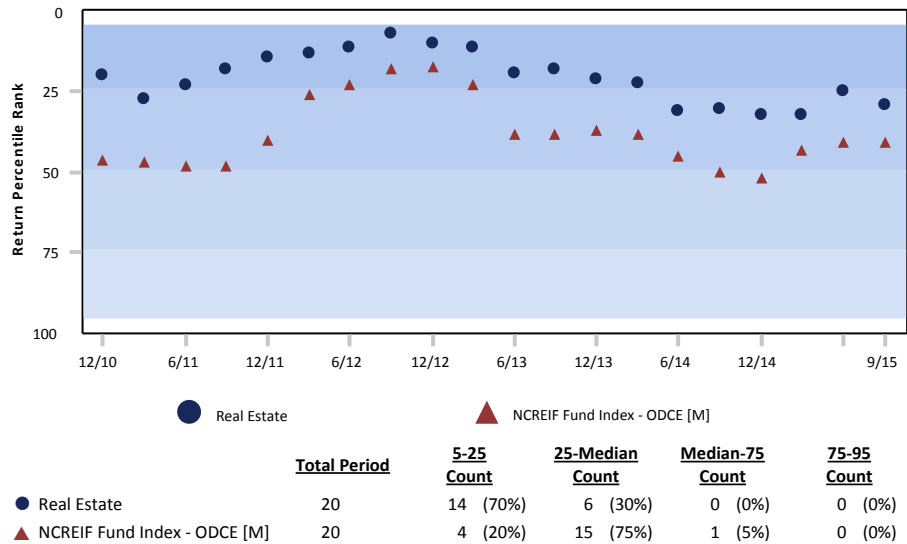 0
25
50
75
100
Return Percentile Rank
12/10 6/11 12/11 6/12 12/12 6/13 12/13 6/14 12/14 9/15
Real Estate NCREIF Fund Index - ODCE [M]
Total Period 5-25 Count 25-Median Count Median-75 Count 75-95 Count
Real Estate 20 14 (70%) 6 (30%) 0 (0%) 0 (0%)
NCREIF Fund Index - ODCE [M] 20 4 (20%) 15 (75%) 1 (5%) 0 (0%)